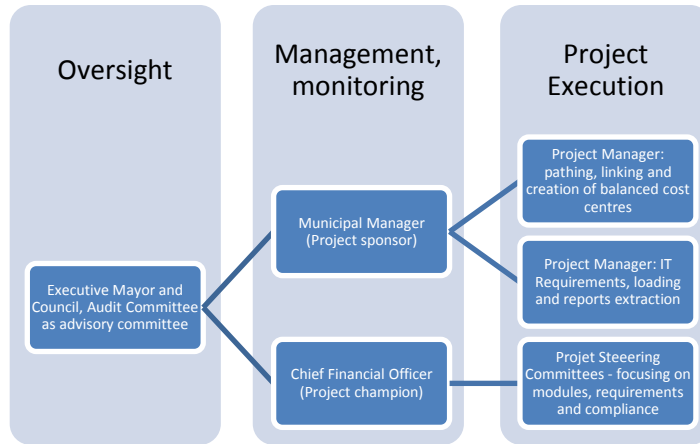 Oversight
Management,
monitoring
Project
Execution
Executive Mayor and
Council, Audit Committee
as advisory committee
Municipal Manager
(Project sponsor)
Chief Financial Officer
(Project champion)
Project Manager:
pathing, linking and
creation of balanced cost
centres
Project Manager: IT
Requirements, loading
and reports extraction
Projet Steeering
Committees - focusing on
modules, requirements
and compliance